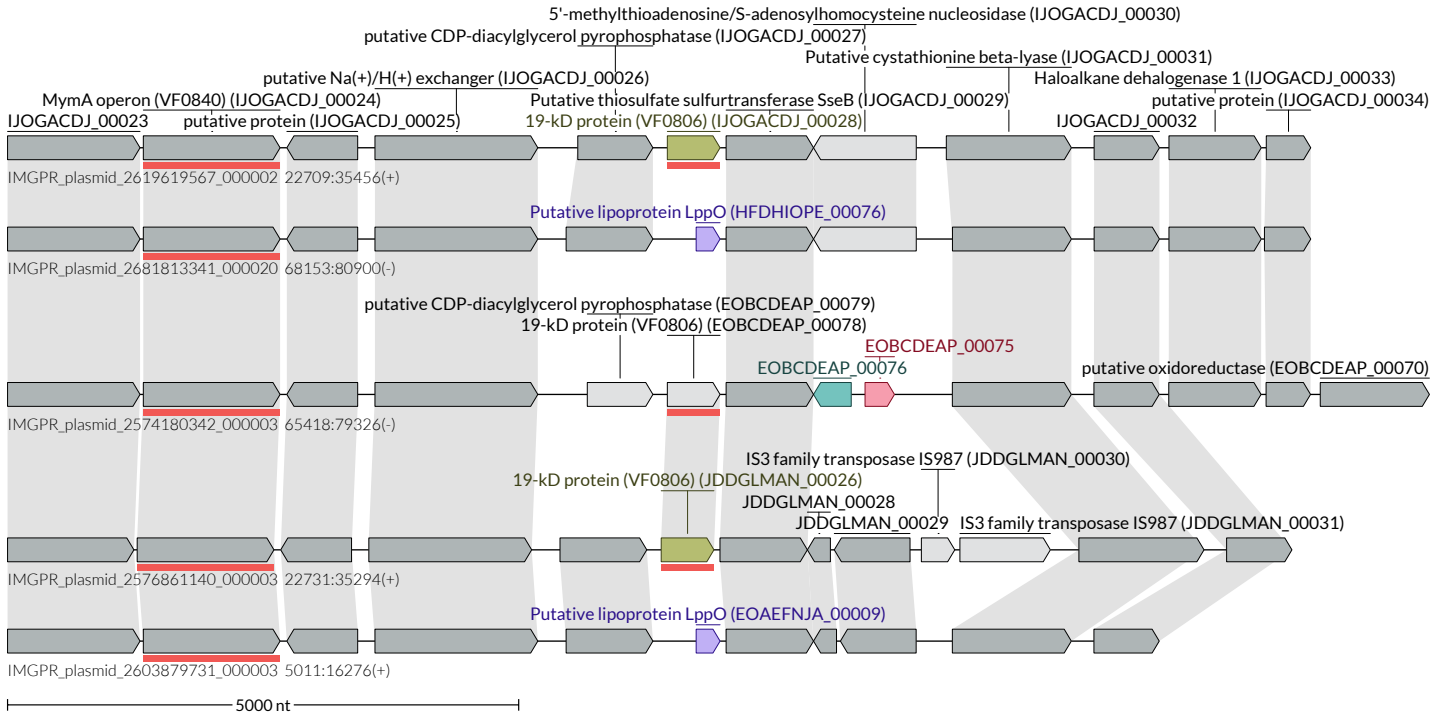 5'-methylthioadenosine/S-adenosylhomocysteine nucleosidase (IJOGACDJ_00030)
putative CDP-diacylglycerol pyrophosphatase (IJOGACDJ_00027)
Putative cystathionine beta-lyase (IJOGACDJ_00031)
putative Na(+)/H(+) exchanger (IJOGACDJ_00026)
Haloalkane dehalogenase 1 (IJOGACDJ_00033)
MymA operon (VF0840) (IJOGACDJ_00024)
Putative thiosulfate sulfurtransferase SseB (IJOGACDJ_00029)
putative protein (IJOGACDJ_00034)
IJOGACDJ_00023
putative protein (IJOGACDJ_00025)
19-kD protein (VF0806) (IJOGACDJ_00028)
IJOGACDJ_00032
IMGPR_plasmid_2619619567_000002 22709:35456(+)
Putative lipoprotein LppO (HFDHIOPE_00076)
IMGPR_plasmid_2681813341_000020 68153:80900(-)
putative CDP-diacylglycerol pyrophosphatase (EOBCDEAP_00079)
19-kD protein (VF0806) (EOBCDEAP_00078)
EOBCDEAP_00075
EOBCDEAP_00076
putative oxidoreductase (EOBCDEAP_00070)
IMGPR_plasmid_2574180342_000003 65418:79326(-)
IS3 family transposase IS987 (JDDGLMAN_00030)
19-kD protein (VF0806) (JDDGLMAN_00026)
JDDGLMAN_00028
JDDGLMAN_00029
IS3 family transposase IS987 (JDDGLMAN_00031)
IMGPR_plasmid_2576861140_000003 22731:35294(+)
Putative lipoprotein LppO (EOAEFNJA_00009)
IMGPR_plasmid_2603879731_000003 5011:16276(+)
5000 nt